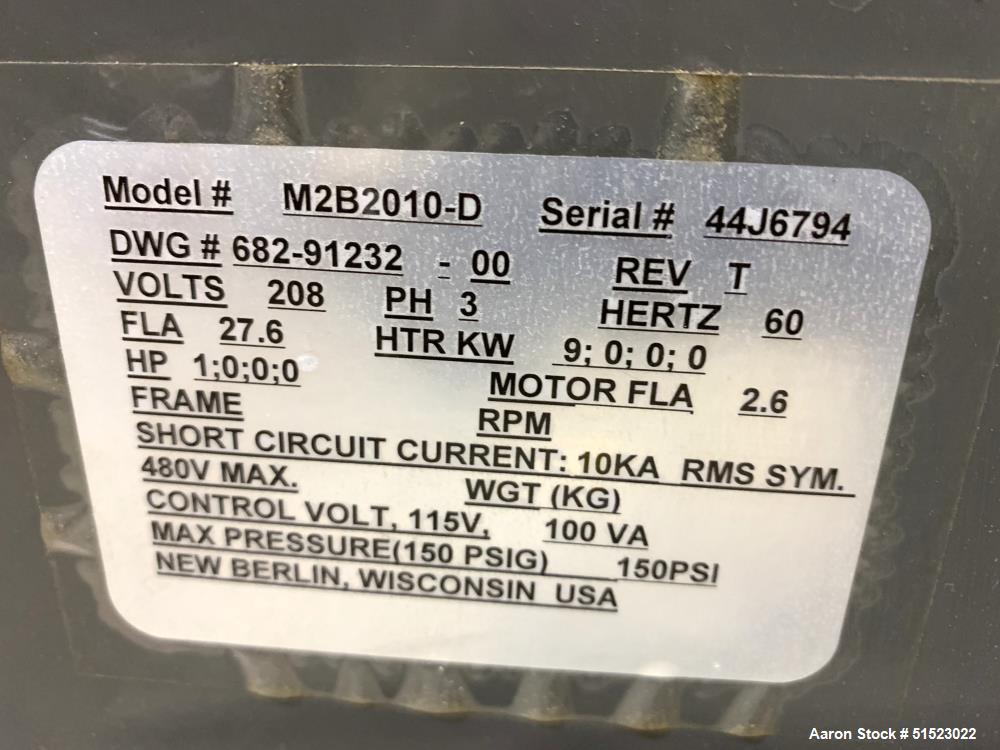 Model # M2B2010-D Serial # 44J6794
DWG # 682-91232 - 00 REV T
VOLTS 208 PH 3 HERTZ 60
FLA 27.6 HTR KW 9; 0; 0; 0
HP 1;0;0;0 MOTOR FLA 2.6
FRAME RPM
SHORT CIRCUIT CURRENT: 10KA RMS SYM.
480V MAX. WGT (KG)
CONTROL VOLT, 115V, 100 VA
MAX PRESSURE(150 PSIG) 150PSI
NEW BERLIN, WISCONSIN USA
Aaron Stock # 51523022